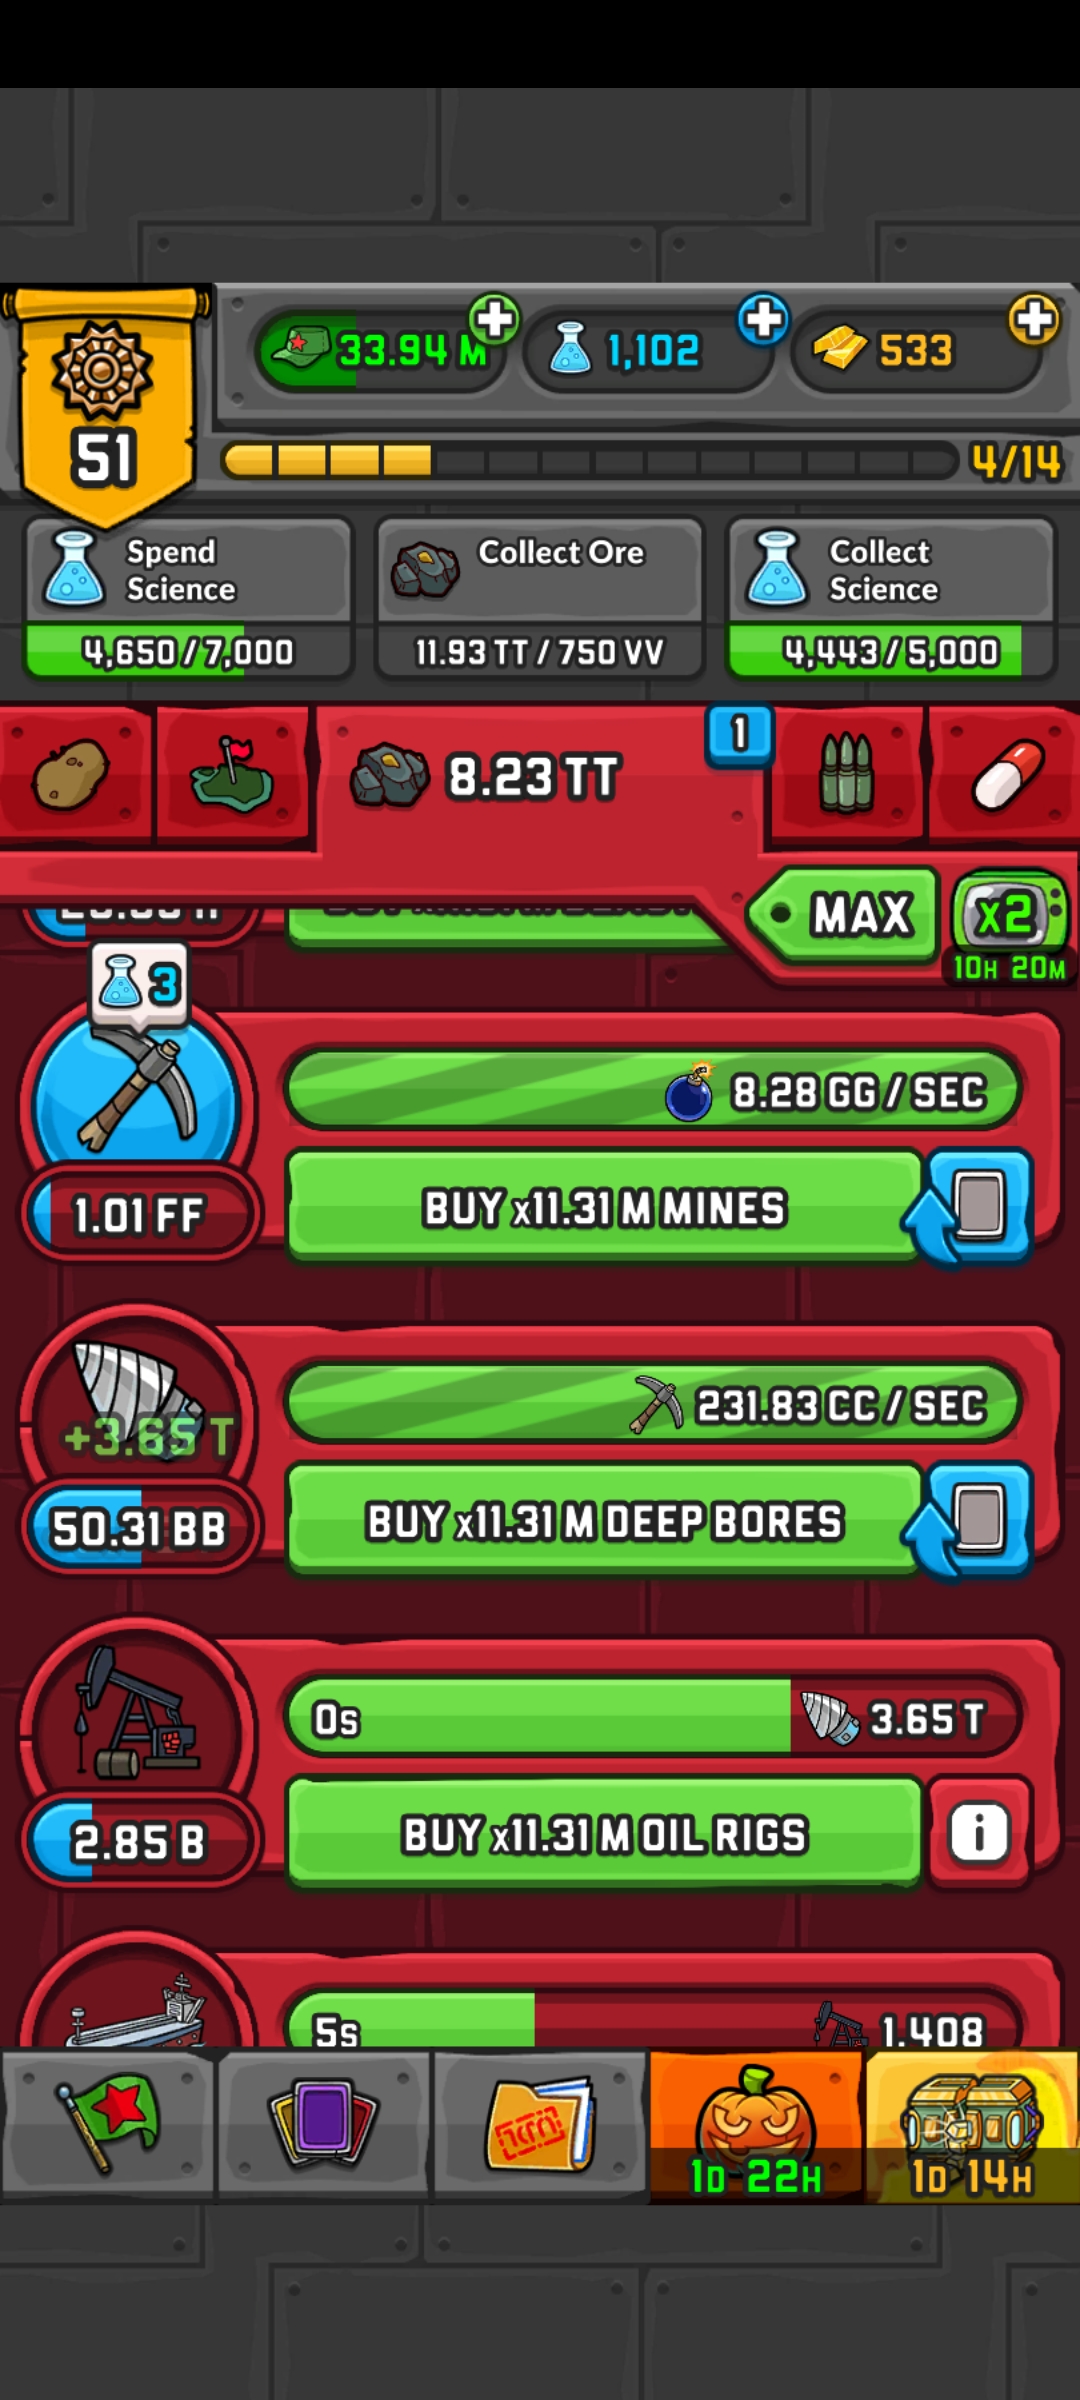 33.94 M
1,102
533
51
4/14
Spend
Science
4,650/7,000
Collect Ore
11.93 TT / 750 VV
Collect
Science
4,443/5,000
8.23 TT
1
MAX
x2
10H 20M
3
8.28 GG / SEC
1.01 FF
BUY x11.31 M MINES
231.83 CC / SEC
+3.65 T
50.31 BB
BUY x11.31 M DEEP BORES
0s
3.65 T
2.85 B
BUY x11.31 M OIL RIGS
i
5s
1.408
1D 22H
1D 14H